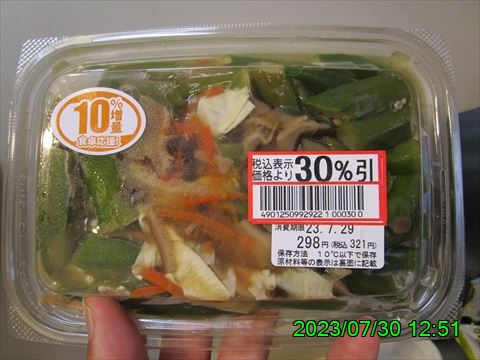 10%増量
食卓応援!
税込表示
価格より 30%引
4901250992922 1 00030 0
消費期限 23.7.29
298円(税込 321円)
保存方法 10℃以下で保存
原材料等の表示は裏面に記載
2023/07/30 12:51